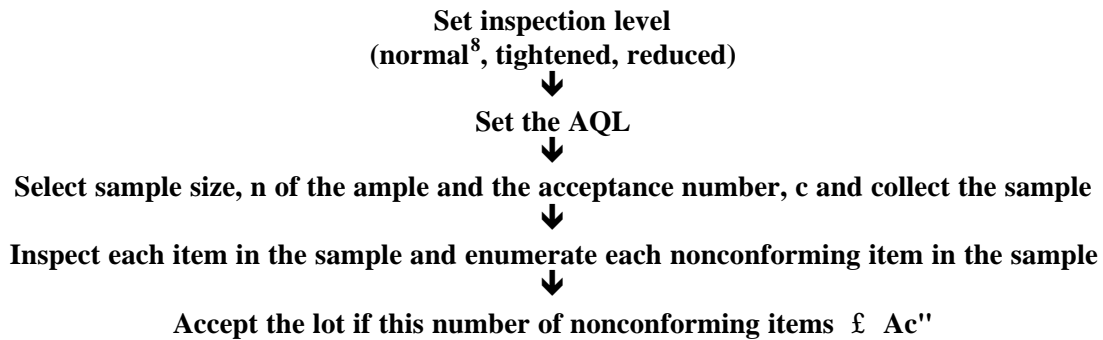 Set inspection level
(normal⁸, tightened, reduced)
Set the AQL
Select sample size, n of the ample and the acceptance number, c and collect the sample
Inspect each item in the sample and enumerate each nonconforming item in the sample
Accept the lot if this number of nonconforming items £ Ac"